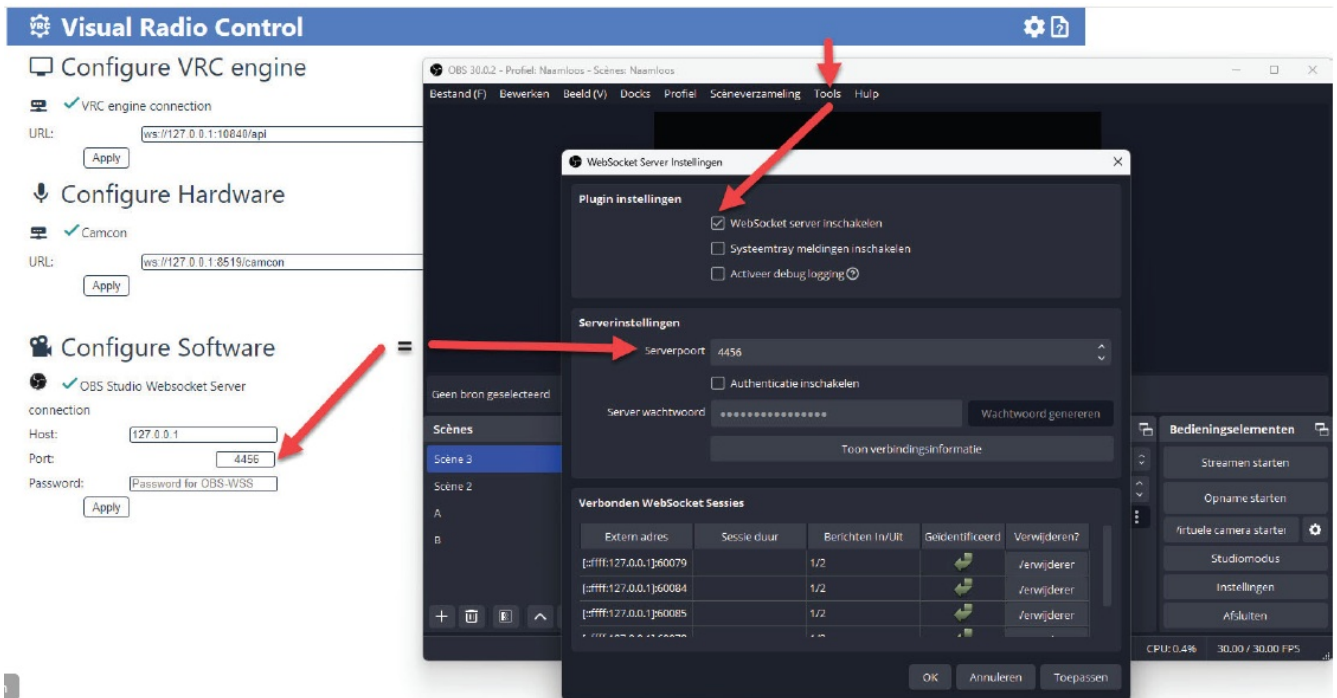 Visual Radio Control
Configure VRC engine
VRC engine connection
URL: ws://127.0.0.1:10840/api
Apply
Configure Hardware
Camcon
URL: ws://127.0.0.1:8519/camcon
Apply
Configure Software
=
OBS Studio Websocket Server
connection
Host: 127.0.0.1
Port: 4456
Password: Password for OBS-WSS
Apply
OBS 30.0.2 - Profiel: Naamloos - Scènes: Naamloos
Bestand (F) Bewerken Beeld (V) Docks Profiel Scèneverzameling Tools Hulp
WebSocket Server Instellingen
Plugin instellingen
WebSocket server inschakelen
Systeemtray meldingen inschakelen
Activeer debug logging
Serverinstellingen
Serverpoort 4456
Authenticatie inschakelen
Server wachtwoord Wachtwoord genereren
Toon verbindingsinformatie
Verbonden WebSocket Sessies
Extern adres Sessie duur Berichten In/Uit Geïdentificeerd Verwijderen?
[::ffff:127.0.0.1]:60079 1/2 /erwijderer
[::ffff:127.0.0.1]:60084 1/2 /erwijderer
[::ffff:127.0.0.1]:60085 1/2 /erwijderer
OK Annuleren Toepassen
Geen bron geselecteerd
Scènes
Scène 3
Scène 2
A
B
Bedieningselementen
Streamen starten
Opname starten
/irtuele camera starter
Studiomodus
Instellingen
Afsluiten
CPU: 0.4% 30.00 / 30.00 FPS